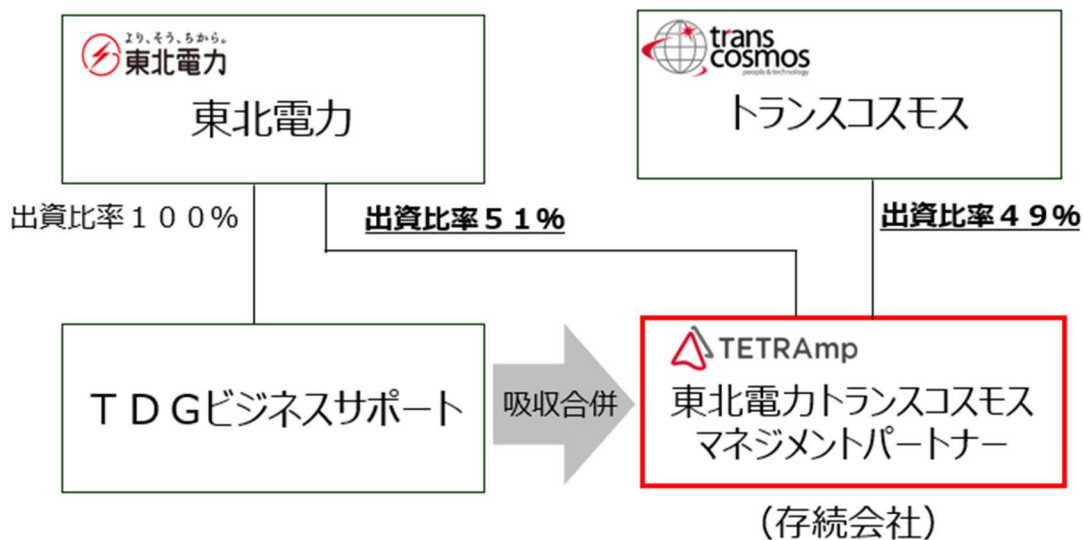 より、そう、ちから。
東北電力
東北電力
trans
cosmos
people & technology
トランスコスモス
出資比率１００%
出資比率５１%
出資比率４９%
ＴＤＧビジネスサポート
吸収合併
TETRAmp
東北電力トランスコスモス
マネジメントパートナー
（存続会社）